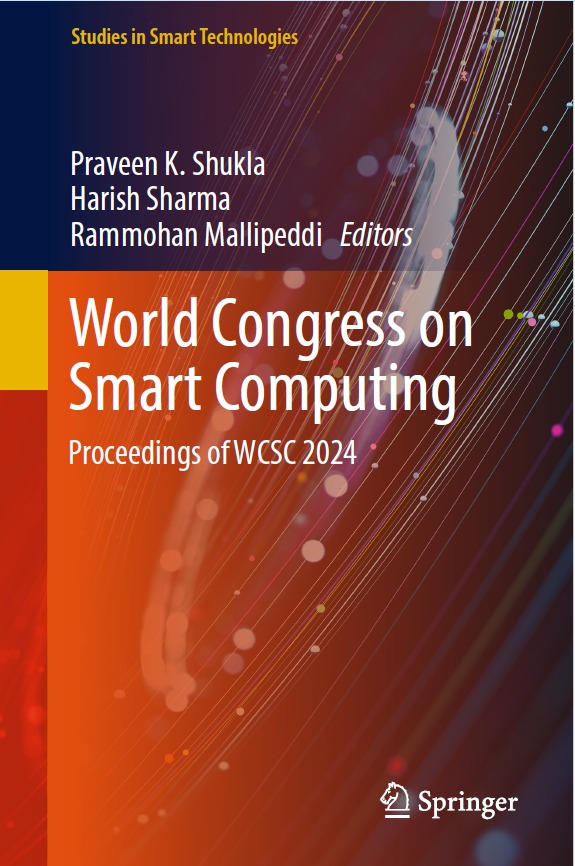 Studies in Smart Technologies
Praveen K. Shukla
Harish Sharma
Rammohan Mallipeddi Editors
World Congress on
Smart Computing
Proceedings of WCSC 2024
Springer